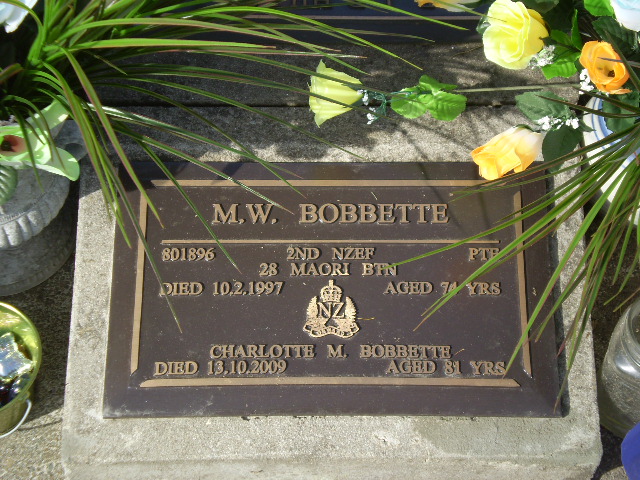 M.W. BOBBETTE
801896 2ND NZEF PTE
28 MAORI BTN
DIED 10.2.1997 AGED 74 YRS
NZ
ONWARD
CHARLOTTE M. BOBBETTE
DIED 13.10.2009 AGED 81 YRS